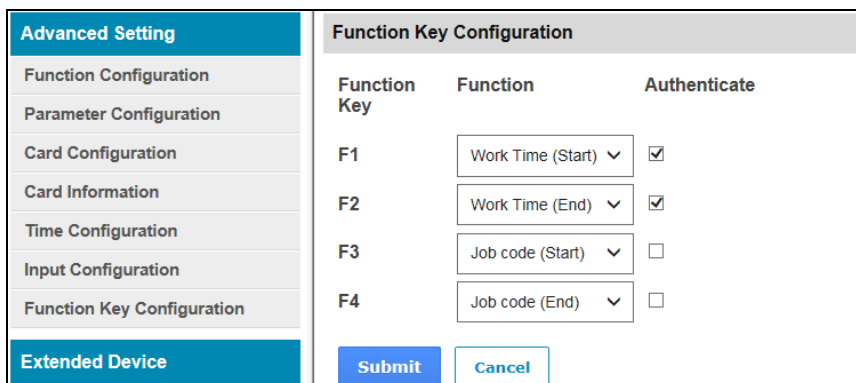 Advanced Setting
Function Configuration
Parameter Configuration
Card Configuration
Card Information
Time Configuration
Input Configuration
Function Key Configuration
Extended Device
Function Key Configuration
Function Key Function Authenticate
F1 Work Time (Start)
F2 Work Time (End)
F3 Job code (Start)
F4 Job code (End)
Submit Cancel